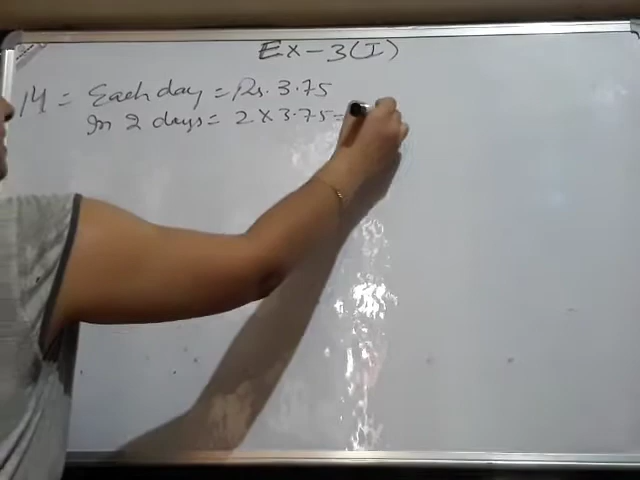 Ex-3(I)
14 = Each day = Rs. 3.75
In 2 days = 2 × 3.75 =